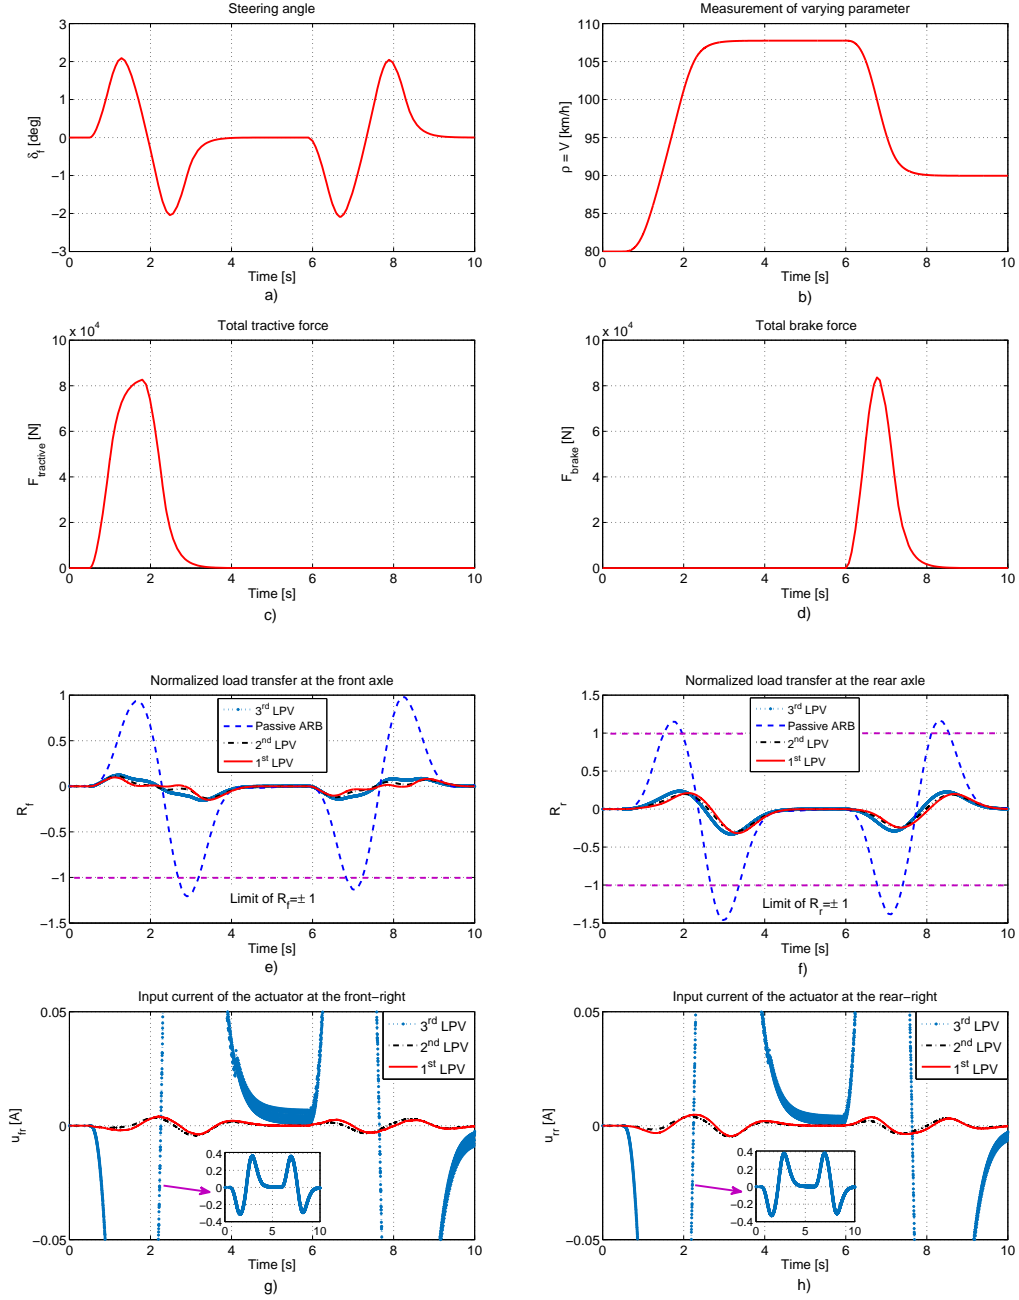 Steering angle
3
2
1
0
−1
−2
−3
δf [deg]
0 2 4 6 8 10
Time [s]
a)
Measurement of varying parameter
110
105
100
95
90
85
80
ρ = V [km/h]
0 2 4 6 8 10
Time [s]
b)
Total tractive force
x 10^4
10
8
6
4
2
0
F tractive [N]
0 2 4 6 8 10
Time [s]
c)
Total brake force
x 10^4
10
8
6
4
2
0
F brake [N]
0 2 4 6 8 10
Time [s]
d)
Normalized load transfer at the front axle
1
0.5
0
−0.5
−1
−1.5
R_f
3rd LPV
Passive ARB
2nd LPV
1st LPV
Limit of R_f=± 1
0 2 4 6 8 10
Time [s]
e)
Normalized load transfer at the rear axle
1.5
1
0.5
0
−0.5
−1
−1.5
R_r
3rd LPV
Passive ARB
2nd LPV
1st LPV
Limit of R_r=± 1
0 2 4 6 8 10
Time [s]
f)
Input current of the actuator at the front−right
0.05
0
−0.05
u_fr [A]
3rd LPV
2nd LPV
1st LPV
0.4
0.2
0
−0.2
−0.4
0 5 10
0 2 4 6 8 10
Time [s]
g)
Input current of the actuator at the rear−right
0.05
0
−0.05
u_rr [A]
3rd LPV
2nd LPV
1st LPV
0.4
0.2
0
−0.2
−0.4
0 5 10
0 2 4 6 8 10
Time [s]
h)